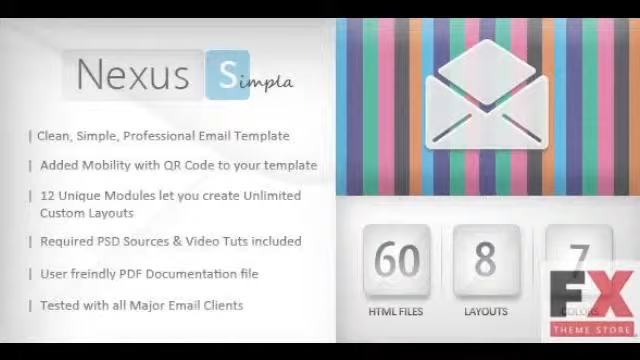 Nexus Simpla
| Clean, Simple, Professional Email Template
| Added Mobility with QR Code to your template
| 12 Unique Modules let you create Unlimited
Custom Layouts
| Required PSD Sources & Video Tuts included
| User freindly PDF Documentation file
| Tested with all Major Email Clients
60 8 7
HTML FILES LAYOUTS COLORS
FX
THEME STORE